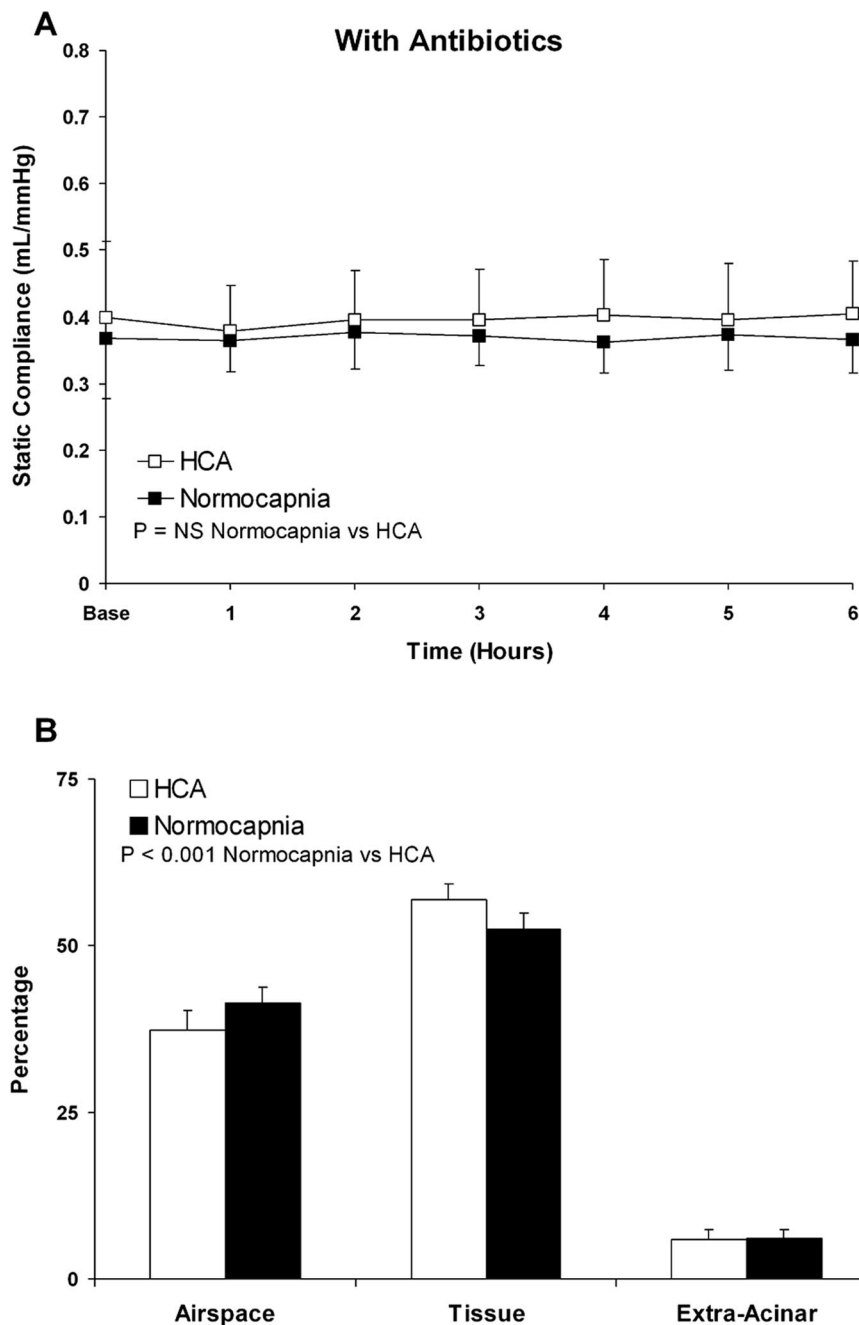 A
With Antibiotics
0.8
0.7
0.6
0.5
0.4
0.3
0.2
0.1
0
Static Compliance (mL/mmHg)
HCA
Normocapnia
P = NS Normocapnia vs HCA
Base 1 2 3 4 5 6
Time (Hours)
B
75
50
25
0
Percentage
HCA
Normocapnia
P < 0.001 Normocapnia vs HCA
Airspace Tissue Extra-Acinar